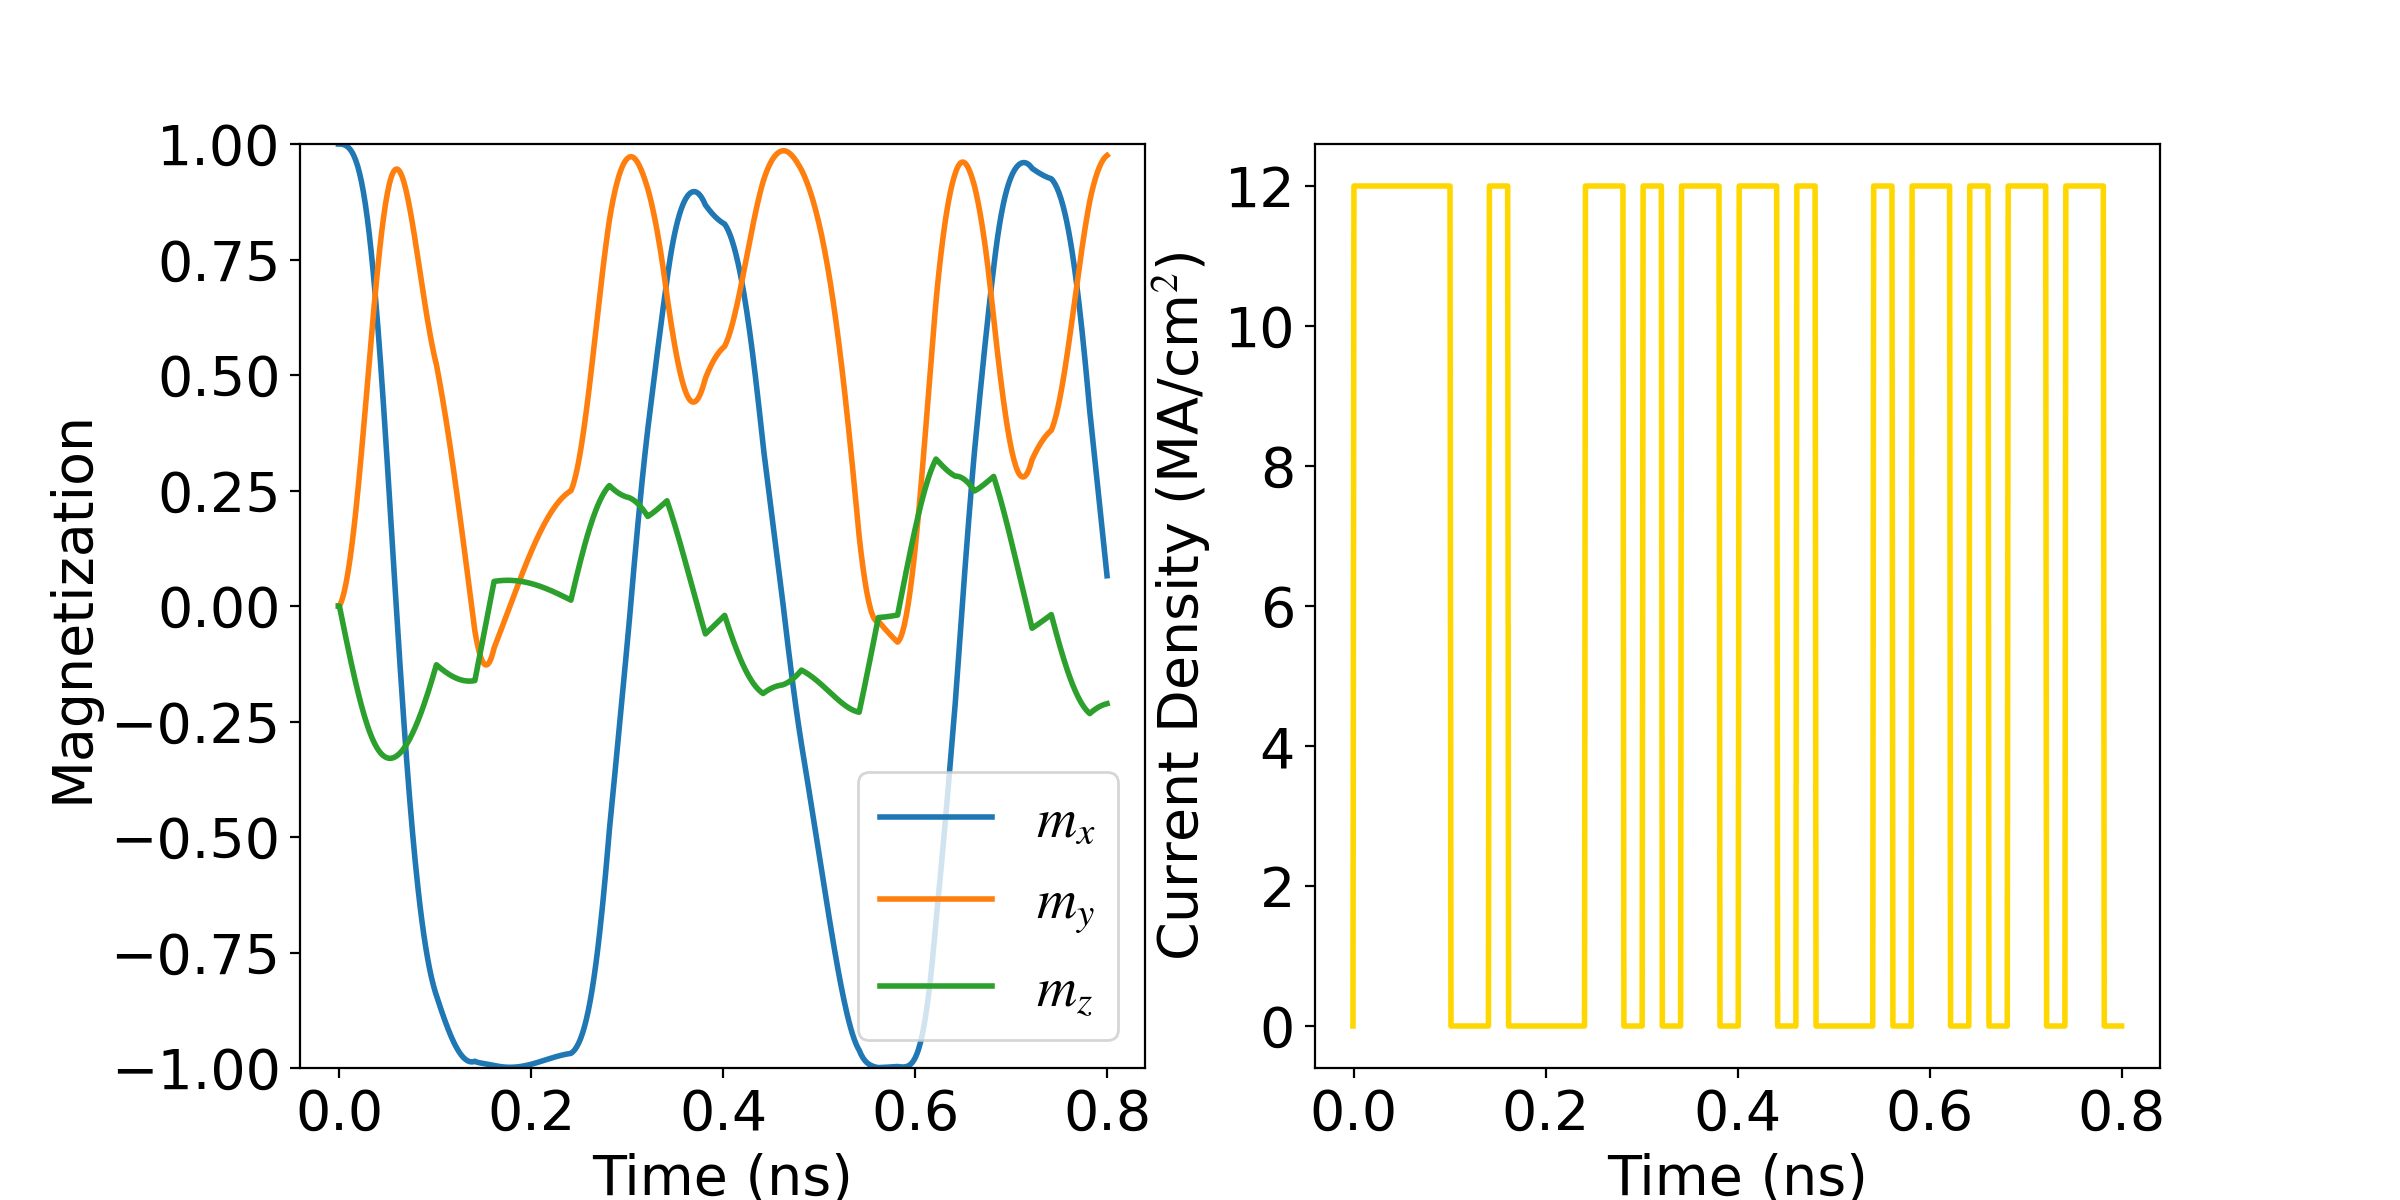 Magnetization
1.00
0.75
0.50
0.25
0.00
−0.25
−0.50
−0.75
−1.00
0.0 0.2 0.4 0.6 0.8
Time (ns)
m_x
m_y
m_z
Current Density (MA/cm²)
12
10
8
6
4
2
0
0.0 0.2 0.4 0.6 0.8
Time (ns)